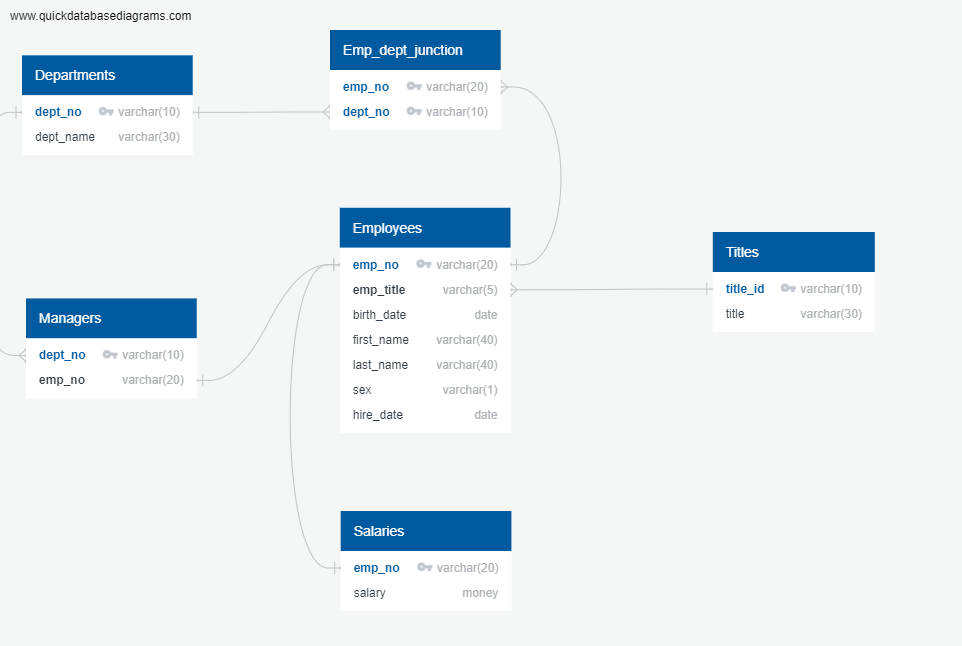 www.quickdatabasediagrams.com
Departments
dept_no varchar(10)
dept_name varchar(30)
Emp_dept_junction
emp_no varchar(20)
dept_no varchar(10)
Employees
emp_no varchar(20)
emp_title varchar(5)
birth_date date
first_name varchar(40)
last_name varchar(40)
sex varchar(1)
hire_date date
Titles
title_id varchar(10)
title varchar(30)
Managers
dept_no varchar(10)
emp_no varchar(20)
Salaries
emp_no varchar(20)
salary money